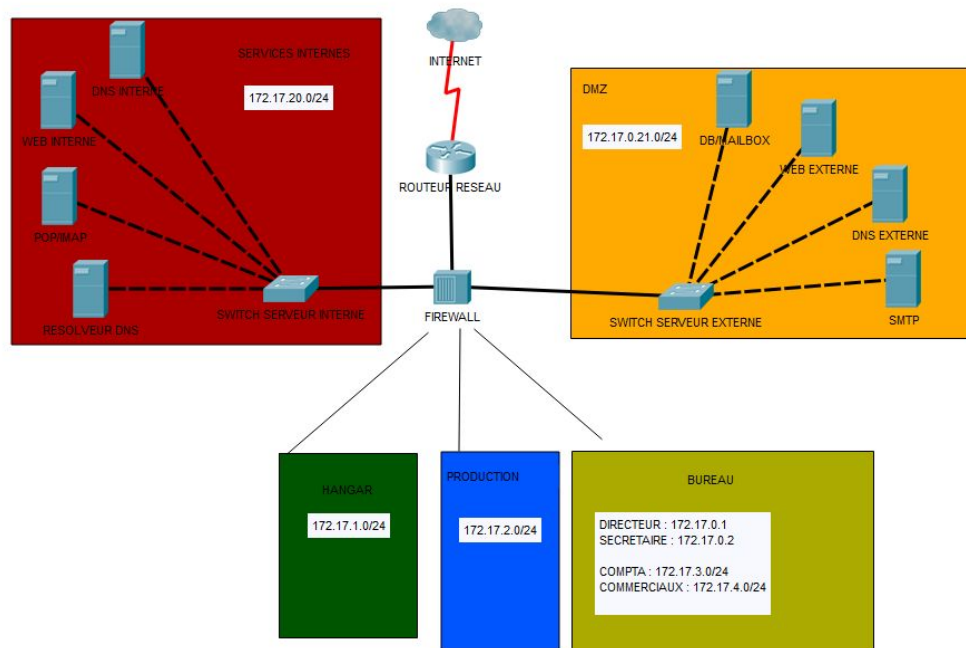 SERVICES INTERNES
172.17.20.0/24
DNS INTERNE
WEB INTERNE
POP/IMAP
RESOLVEUR DNS
SWITCH SERVEUR INTERNE
INTERNET
ROUTEUR RESEAU
FIREWALL
DMZ
172.17.0.21.0/24
DB/MAILBOX
WEB EXTERNE
DNS EXTERNE
SMTP
SWITCH SERVEUR EXTERNE
HANGAR
172.17.1.0/24
PRODUCTION
172.17.2.0/24
BUREAU
DIRECTEUR : 172.17.0.1
SECRETAIRE : 172.17.0.2
COMPTA : 172.17.3.0/24
COMMERCIAUX : 172.17.4.0/24